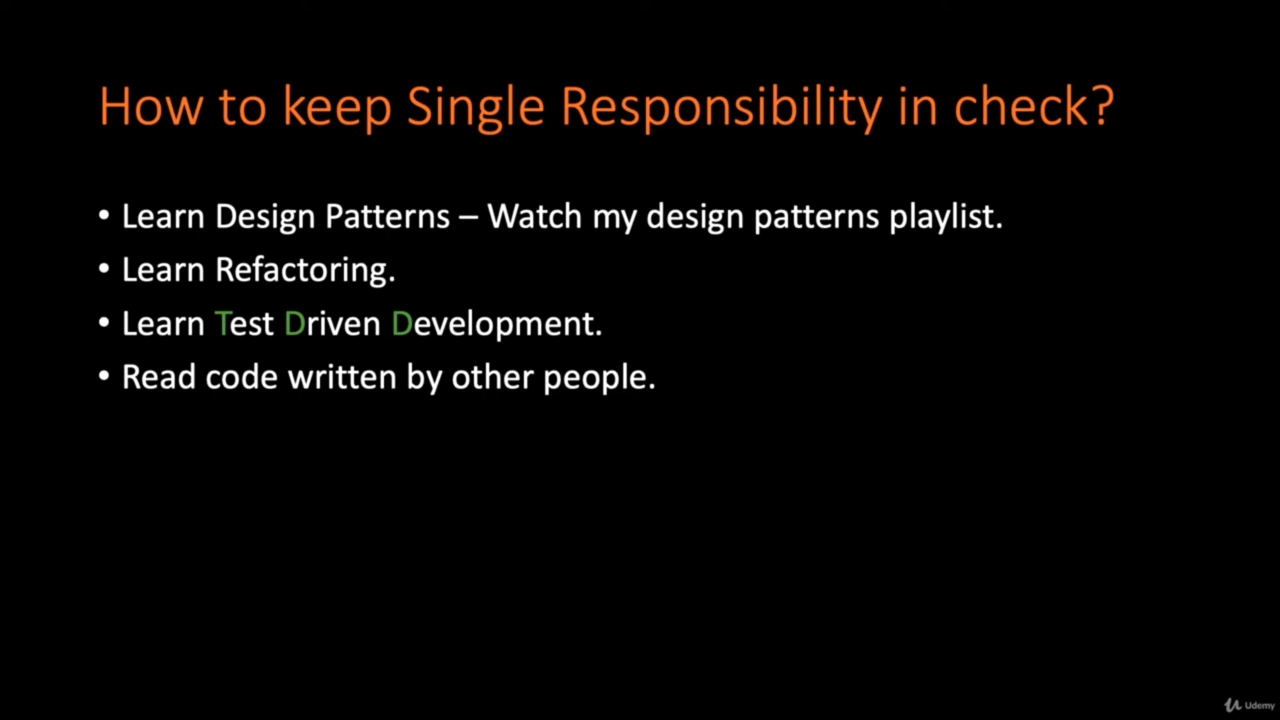 How to keep Single Responsibility in check?
• Learn Design Patterns – Watch my design patterns playlist.
• Learn Refactoring.
• Learn Test Driven Development.
• Read code written by other people.
Udemy